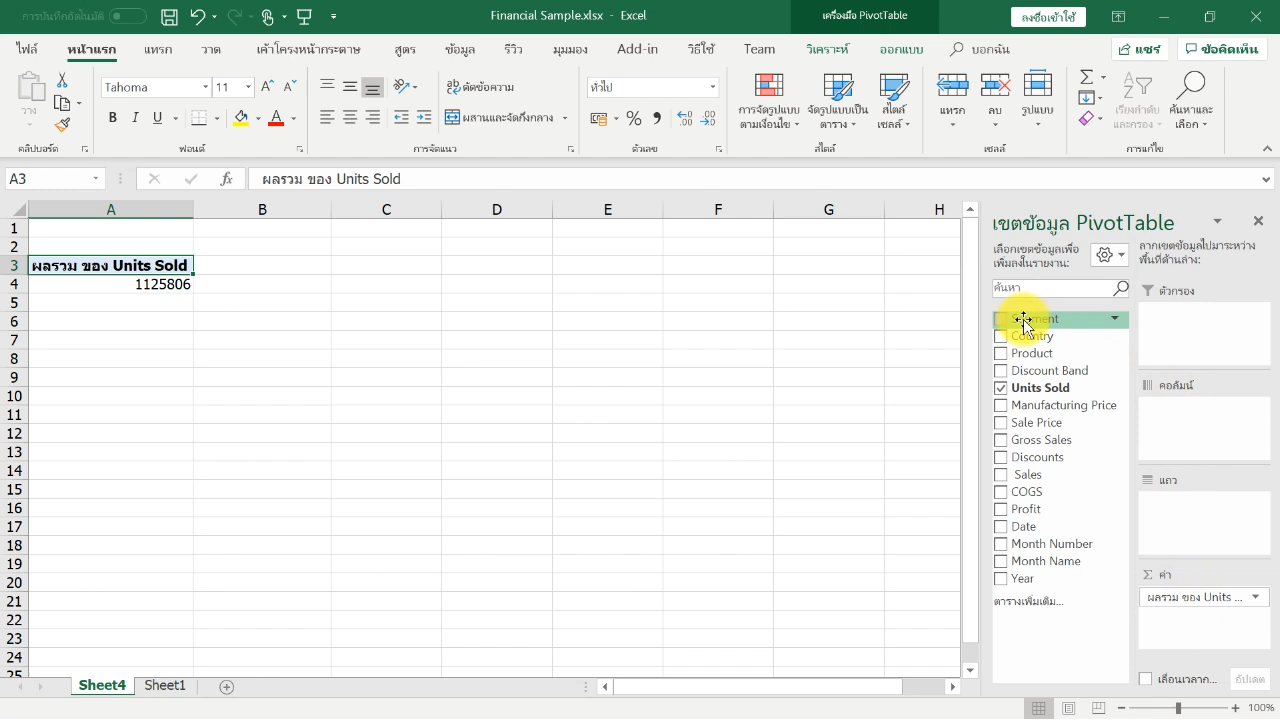 การบันทึกอัตโนมัติ
Financial Sample.xlsx - Excel
เครื่องมือ PivotTable
ลงชื่อเข้าใช้
ไฟล์ หน้าแรก แทรก วาด เค้าโครงหน้ากระดาษ สูตร ข้อมูล รีวิว มุมมอง Add-in วิธีใช้ Team วิเคราะห์ ออกแบบ บอกฉัน แชร์ ข้อคิดเห็น
วาง
Tahoma 11
B I U
ตัดข้อความ
ผสานและจัดกึ่งกลาง
ทั่วไป
การจัดรูปแบบ
ตามเงื่อนไข
จัดรูปแบบเป็น
ตาราง
สไตล์
เซลล์
แทรก ลบ รูปแบบ
เรียงลำดับ
และกรอง
ค้นหาและ
เลือก
คลิปบอร์ด ฟอนต์ การจัดแนว ตัวเลข สไตล์ เซลล์ การแก้ไข
A3 fx ผลรวม ของ Units Sold
A B C D E F G H
1
2
3 ผลรวม ของ Units Sold
4 1125806
5
6
7
8
9
10
11
12
13
14
15
16
17
18
19
20
21
22
23
24
25
Sheet4 Sheet1
เขตข้อมูล PivotTable
เลือกเขตข้อมูลเพื่อ
เพิ่มลงในรายงาน:
ค้นหา
Segment
Country
Product
Discount Band
Units Sold
Manufacturing Price
Sale Price
Gross Sales
Discounts
Sales
COGS
Profit
Date
Month Number
Month Name
Year
ตารางเพิ่มเติม...
ลากเขตข้อมูลไปมาระหว่าง
พื้นที่ด้านล่าง:
ตัวกรอง
คอลัมน์
แถว
Σ ค่า
ผลรวม ของ Units ...
เลื่อนเวลาก... อัปเดต
100%